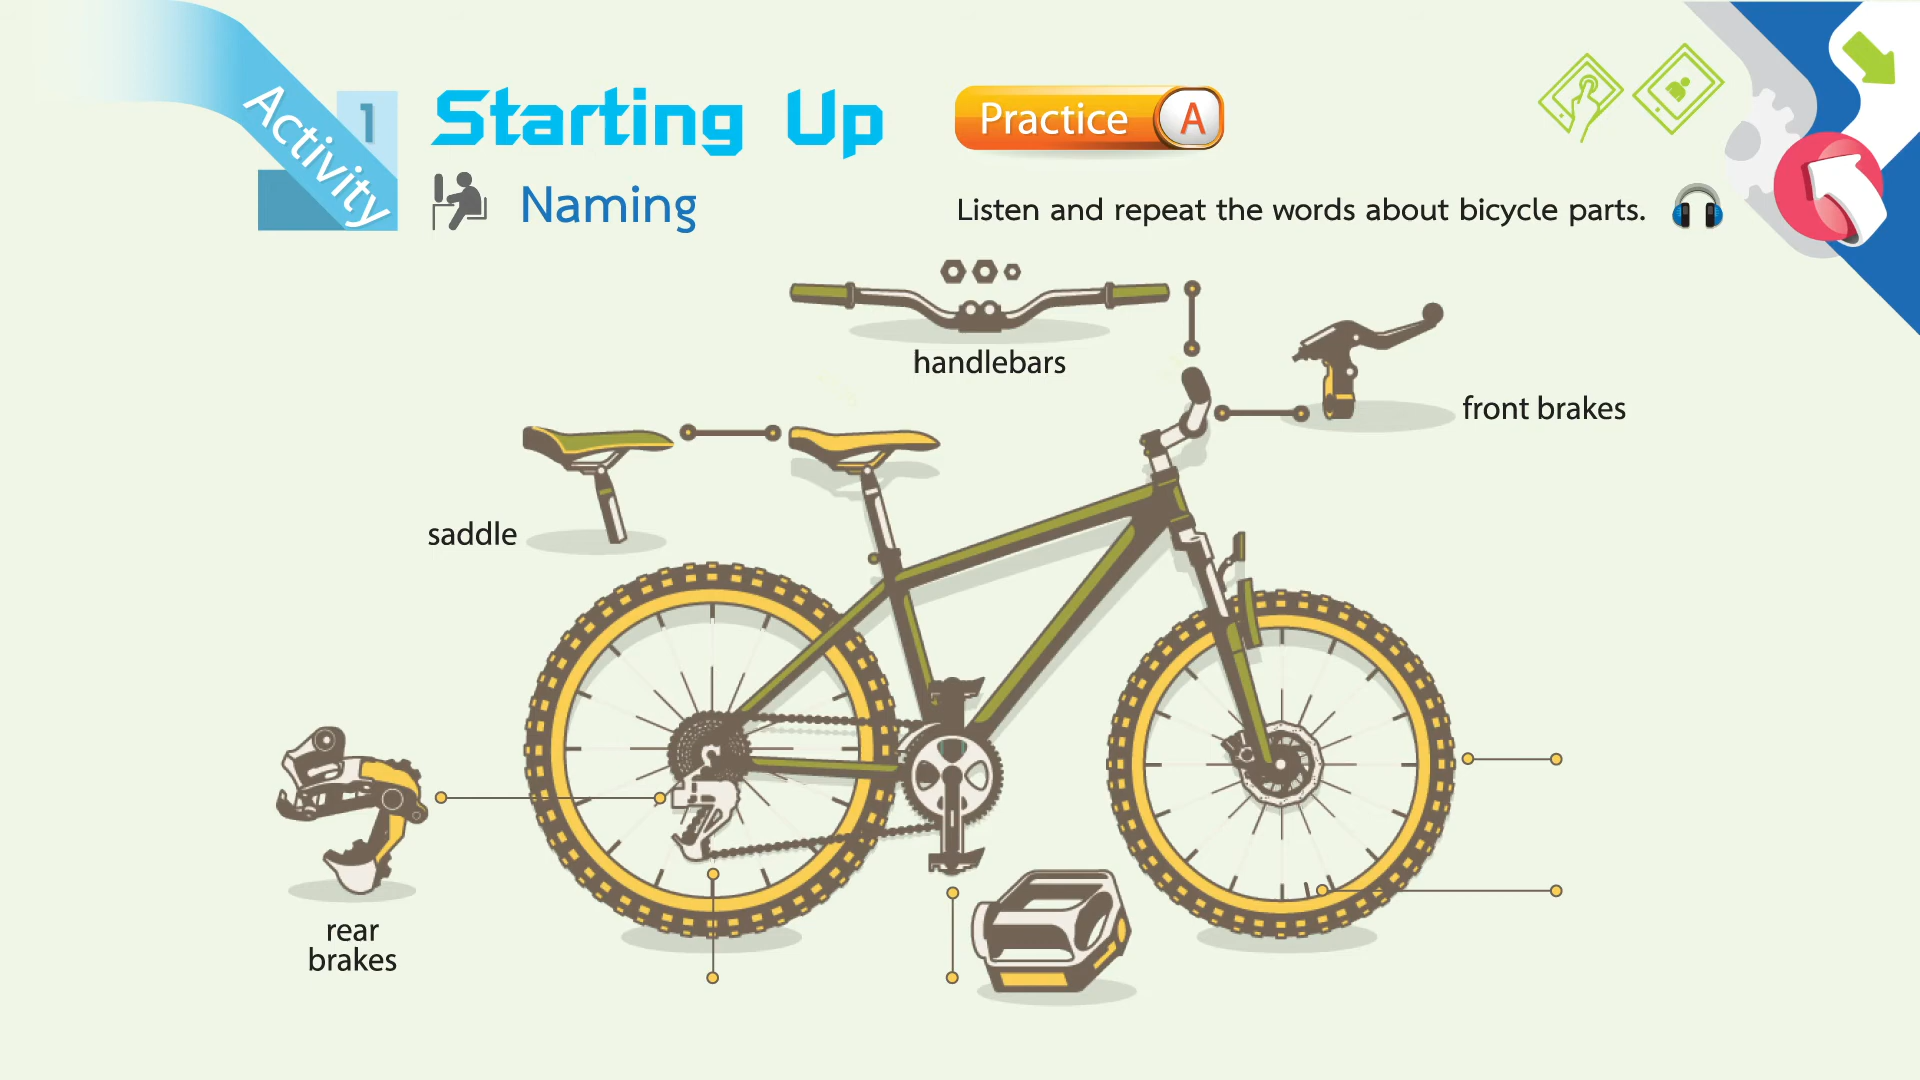 Activity
1
Starting Up
Practice A
Naming
Listen and repeat the words about bicycle parts.
handlebars
front brakes
saddle
rear
brakes